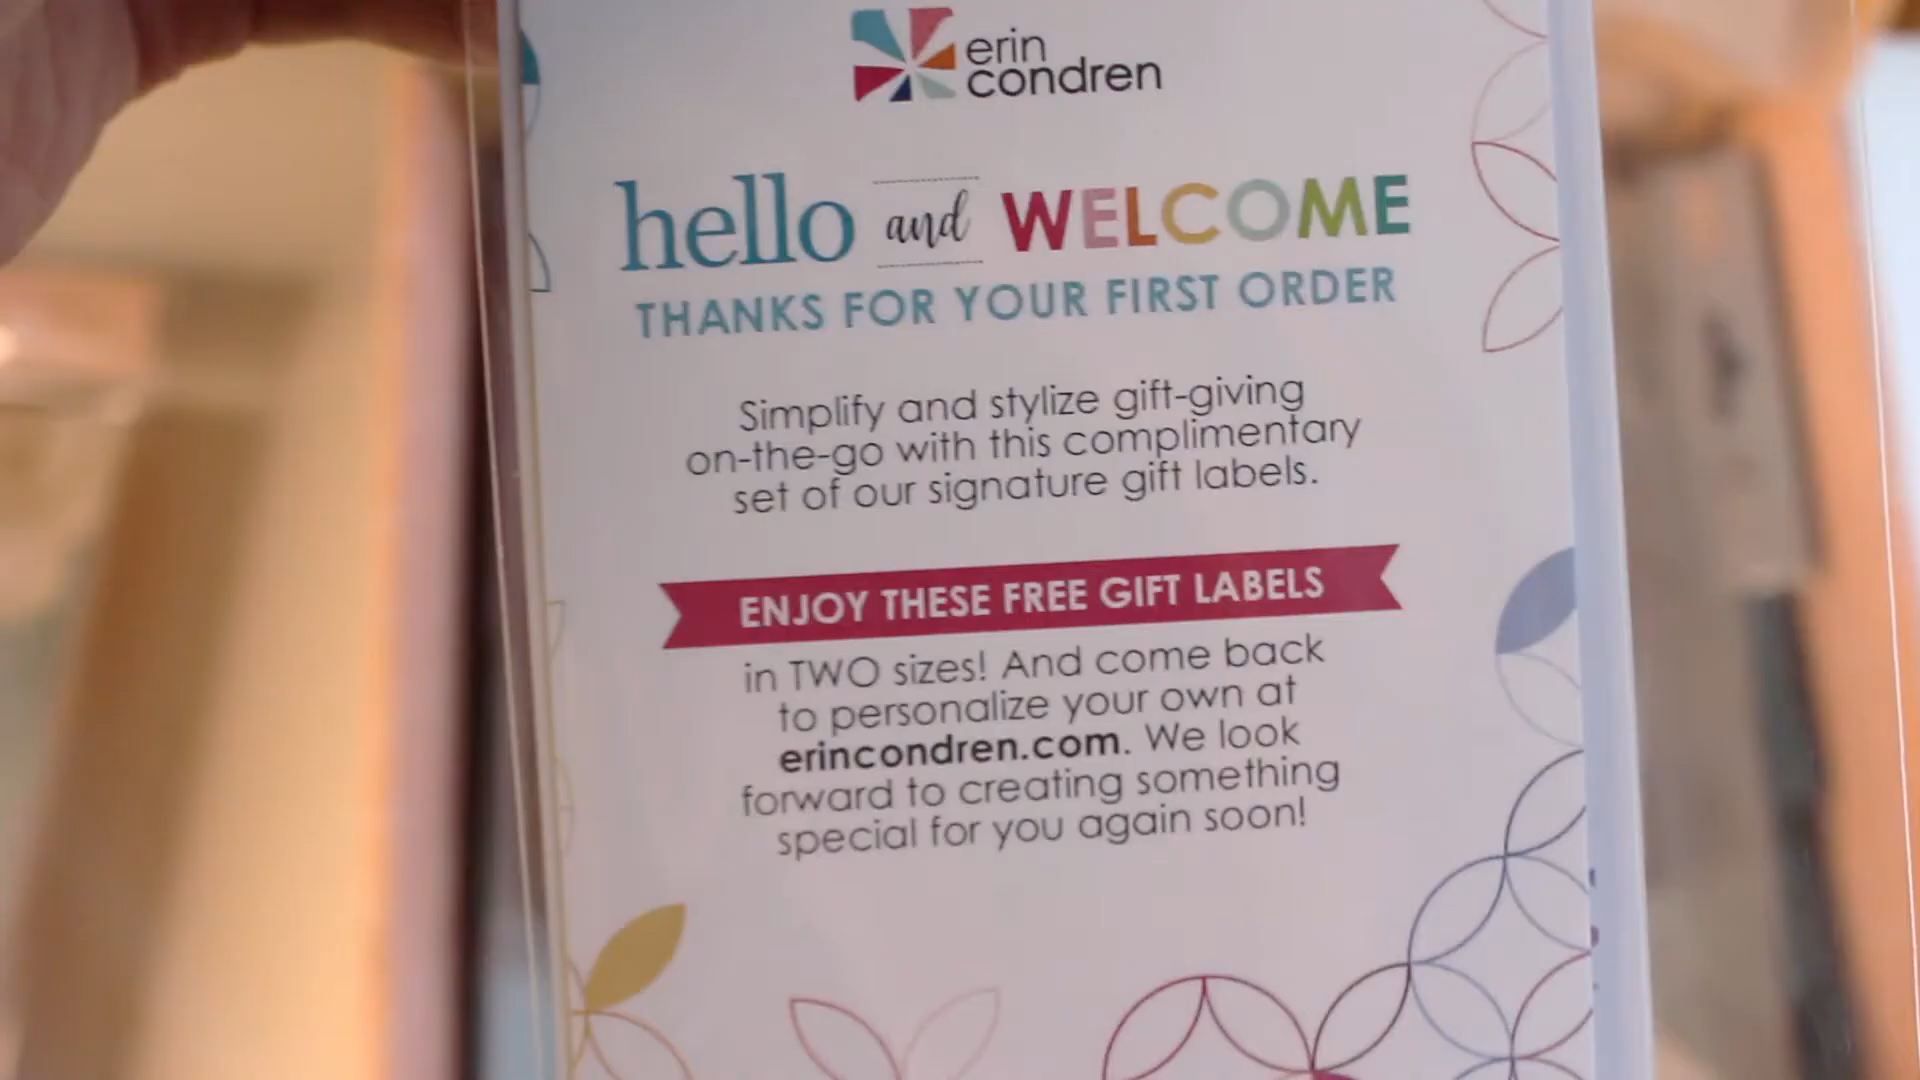 erin
condren
hello and WELCOME
THANKS FOR YOUR FIRST ORDER
Simplify and stylize gift-giving
on-the-go with this complimentary
set of our signature gift labels.
ENJOY THESE FREE GIFT LABELS
in TWO sizes! And come back
to personalize your own at
erincondren.com. We look
forward to creating something
special for you again soon!